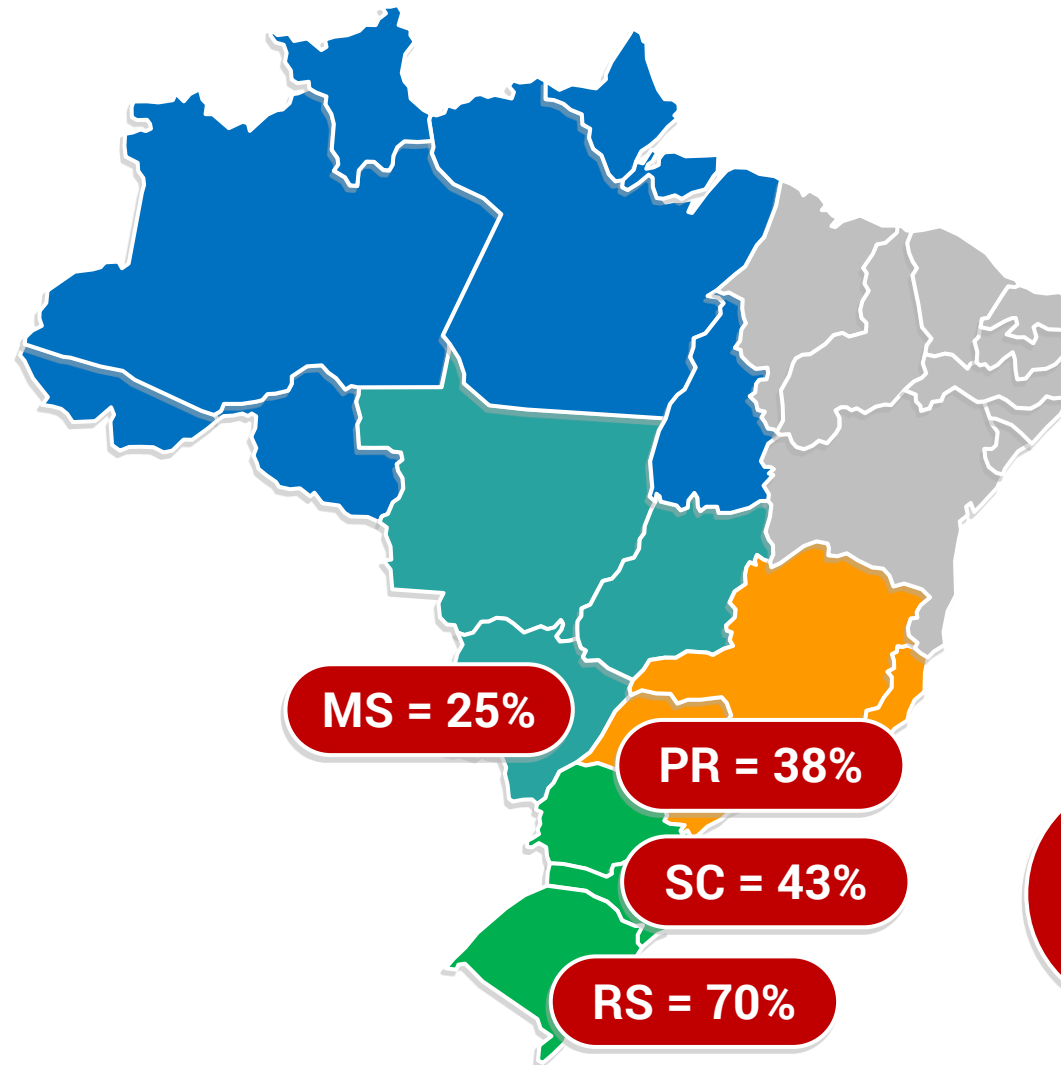 MS = 25%
PR = 38%
SC = 43%
RS = 70%